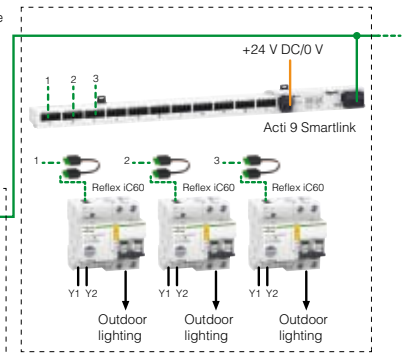 e
+24 V DC/0 V
1 2 3
Acti 9 Smartlink
1 2 3
Reflex iC60 Reflex iC60 Reflex iC60
Y1 Y2 Y1 Y2 Y1 Y2
Outdoor Outdoor Outdoor
lighting lighting lighting